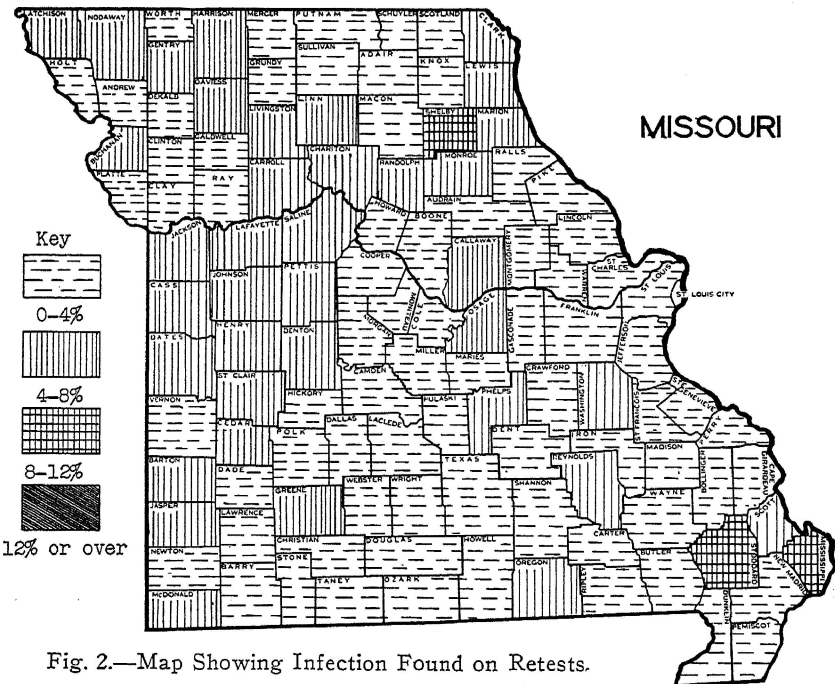 MISSOURI
ATCHISON
NODAWAY
WORTH
HARRISON
MERCER
PUTNAM
SCHUYLER
SCOTLAND
CLARK
GENTRY
SULLIVAN
ADAIR
KNOX
LEWIS
HOLT
ANDREW
DEKALB
DAVIESS
GRUNDY
LINN
MACON
SHELBY
MARION
LIVINGSTON
BUCHANAN
CLINTON
CALDWELL
CHARITON
RANDOLPH
MONROE
RALLS
PLATTE
CLAY
RAY
CARROLL
AUDRAIN
PIKE
JACKSON
LAFAYETTE
SALINE
HOWARD
BOONE
LINCOLN
CALLAWAY
MONTGOMERY
WARREN
ST CHARLES
ST LOUIS
ST LOUIS CITY
Key
0-4%
4-8%
8-12%
12% or over
CASS
JOHNSON
PETTIS
COOPER
MONITEAU
COLE
OSAGE
GASCONADE
FRANKLIN
JEFFERSON
BATES
HENRY
BENTON
MORGAN
MILLER
MARIES
CAMDEN
CRAWFORD
WASHINGTON
ST FRANCIS
STE GENEVIEVE
PERRY
VERNON
ST CLAIR
HICKORY
PULASKI
PHELPS
CEDAR
POLK
DALLAS
LACLEDE
DENT
IRON
MADISON
BOLLINGER
CAPE GIRARDEAU
BARTON
DADE
TEXAS
REYNOLDS
WAYNE
SCOTT
JASPER
GREENE
WEBSTER
WRIGHT
SHANNON
LAWRENCE
CARTER
STODDARD
MISSISSIPPI
NEWTON
CHRISTIAN
DOUGLAS
HOWELL
BUTLER
NEW MADRID
BARRY
STONE
TANEY
OZARK
OREGON
RIPLEY
McDONALD
DUNKLIN
PEMISCOT
Fig. 2.—Map Showing Infection Found on Retests.